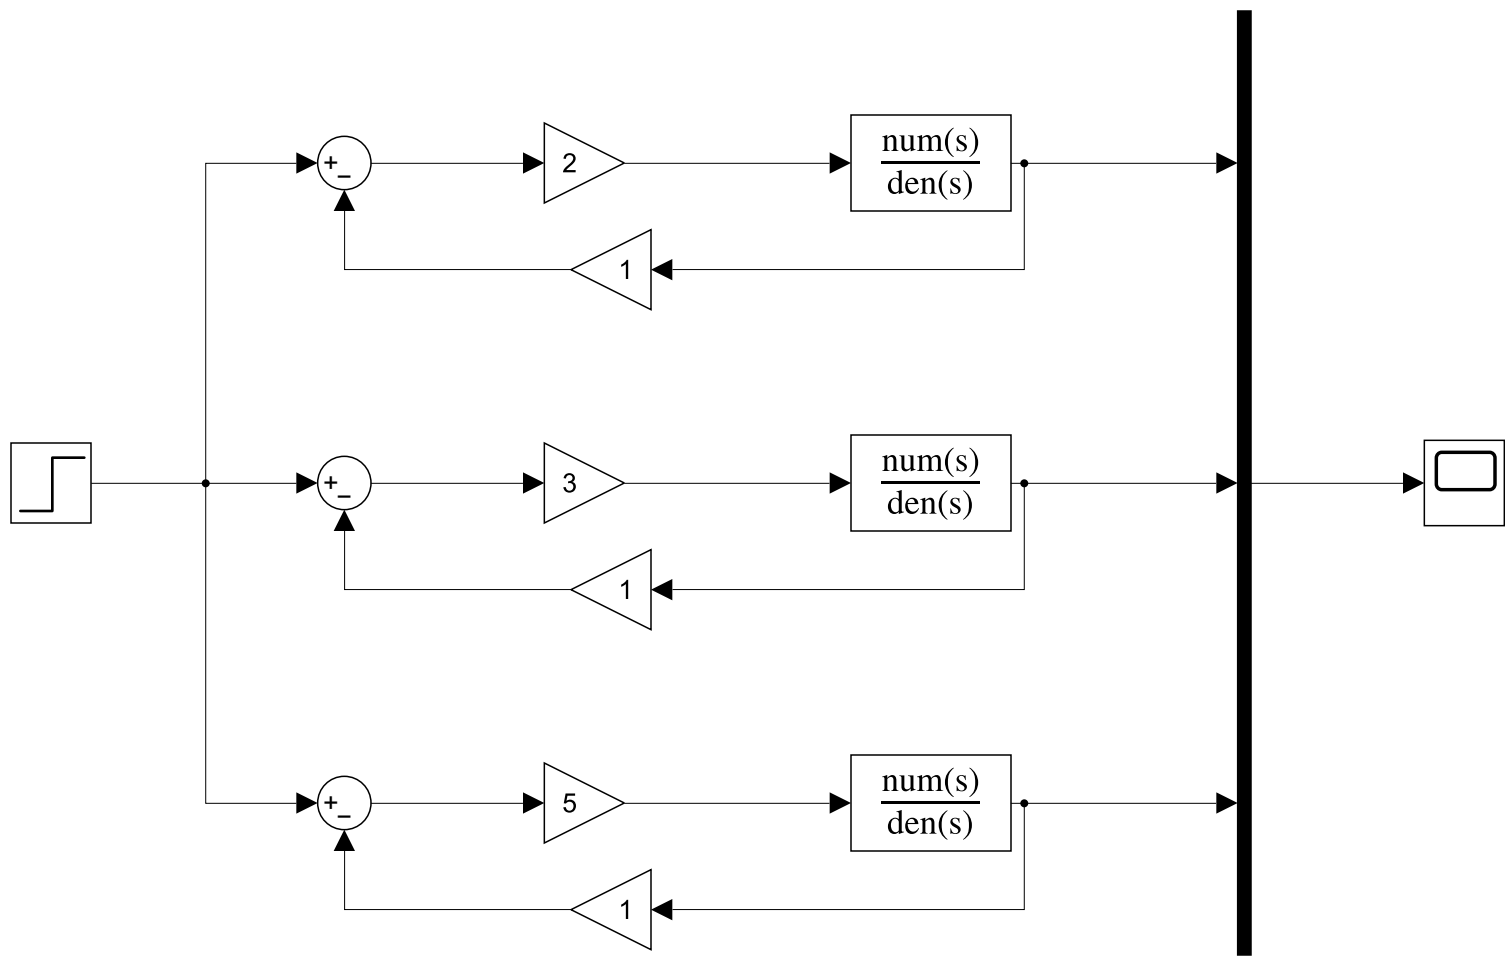 +
−
2
num(s)
den(s)
1
+
−
3
num(s)
den(s)
1
+
−
5
num(s)
den(s)
1